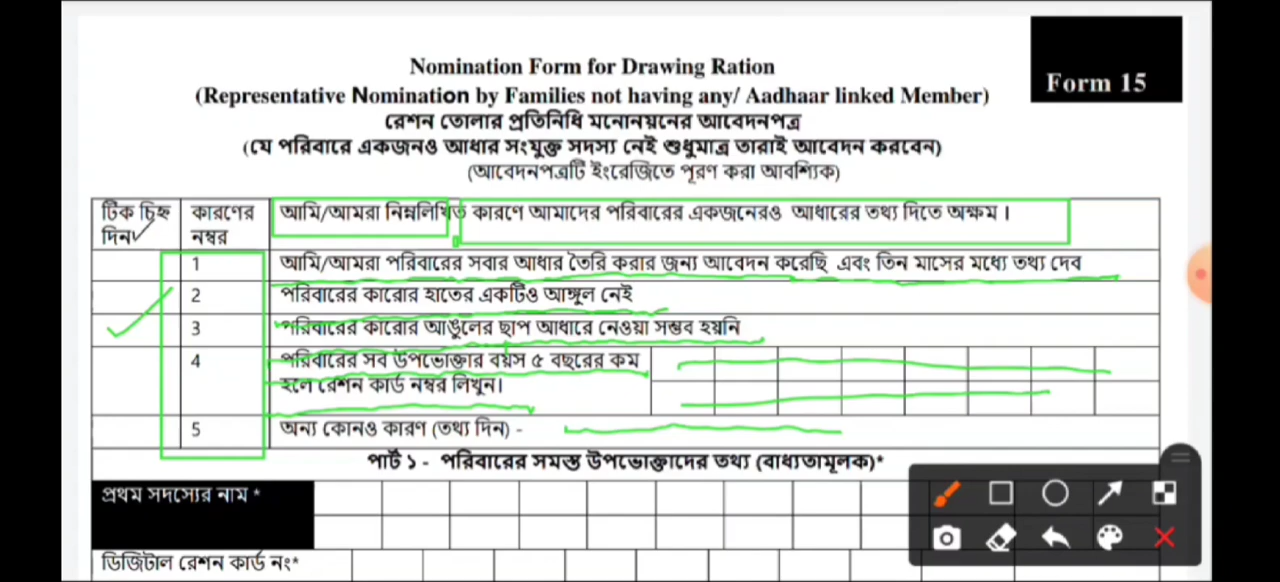 Form 15
Nomination Form for Drawing Ration
(Representative Nomination by Families not having any/ Aadhaar linked Member)
রেশন তোলার প্রতিনিধি মনোনয়নের আবেদনপত্র
(যে পরিবারে একজনও আধার সংযুক্ত সদস্য নেই শুধুমাত্র তারাই আবেদন করবেন)
(আবেদনপত্রটি ইংরেজিতে পূরণ করা আবশ্যিক)
টিক চিহ্ন দিন✓
কারণের নম্বর
আমি/আমরা নিম্নলিখিত কারণে আমাদের পরিবারের একজনেরও আধারের তথ্য দিতে অক্ষম ।
1 আমি/আমরা পরিবারের সবার আধার তৈরি করার জন্য আবেদন করেছি এবং তিন মাসের মধ্যে তথ্য দেব
2 পরিবারের কারোর হাতের একটিও আঙ্গুল নেই
3 পরিবারের কারোর আঙুলের ছাপ আধারে নেওয়া সম্ভব হয়নি
4 পরিবারের সব উপভোক্তার বয়স ৫ বছরের কম
হলে রেশন কার্ড নম্বর লিখুন।
5 অন্য কোনও কারণ (তথ্য দিন) -
পার্ট ১ - পরিবারের সমস্ত উপভোক্তাদের তথ্য (বাধ্যতামূলক)*
প্রথম সদস্যের নাম *
ডিজিটাল রেশন কার্ড নং*